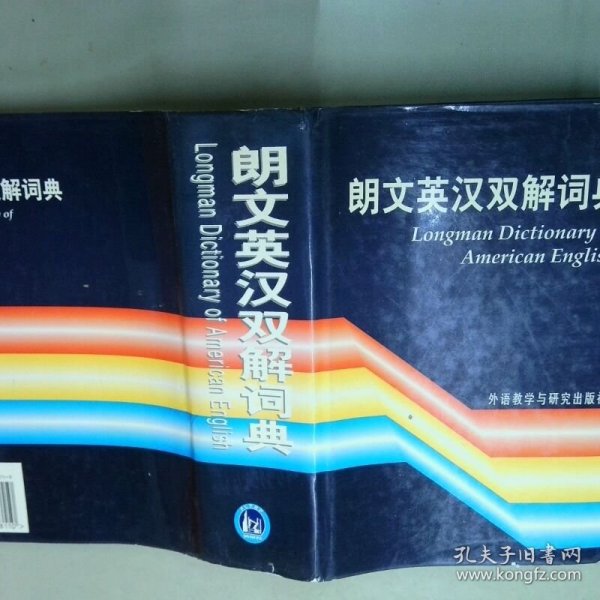 解词典
of
朗文英汉双解词典
Longman Dictionary of American English
朗文英汉双解词
Longman Dictionary
American Englis
外语教学与研究出版
孔夫子旧书网
www.kongfz.com